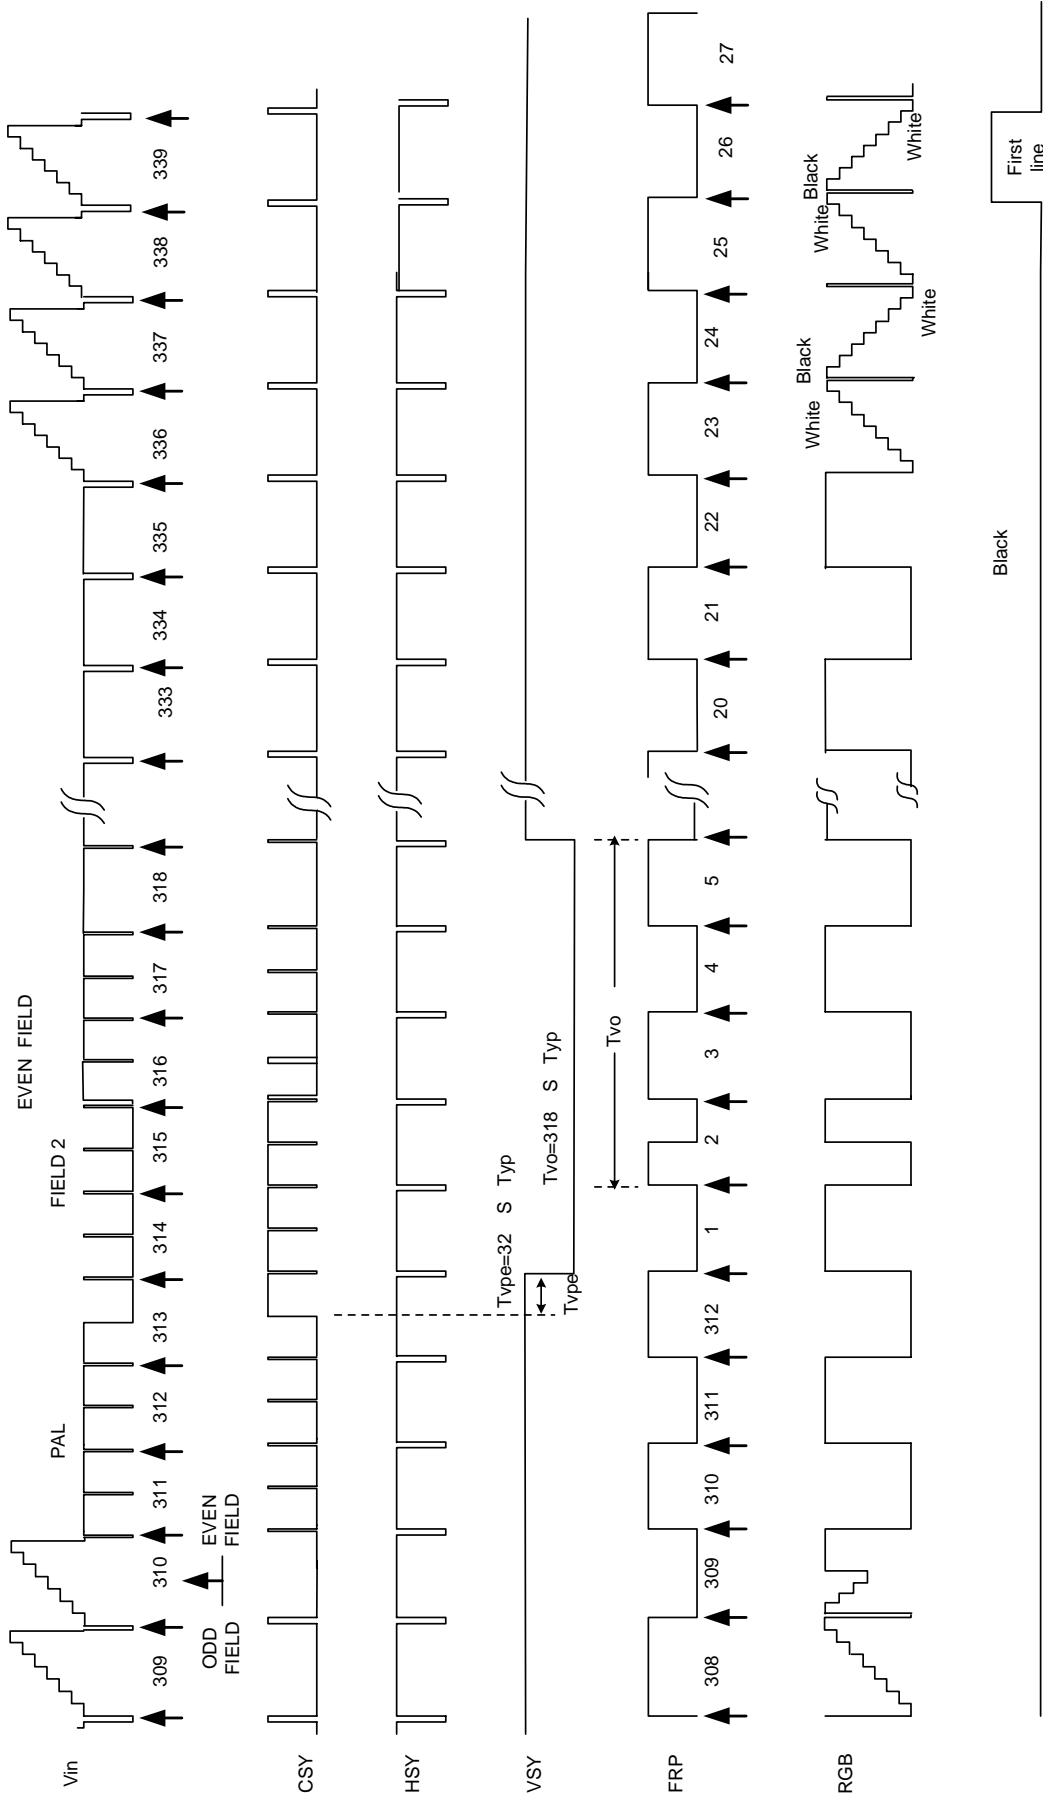 EVEN FIELD
PAL
FIELD 2
Vin
309
310
311
312
313
314
315
316
317
318
333
334
335
336
337
338
339
ODD
FIELD
EVEN
FIELD
CSY
HSY
VSY
Tvpe=32 S Typ
Tvpe
Tvo=318 S Typ
Tvo
FRP
308
309
310
311
312
1
2
3
4
5
20
21
22
23
24
25
26
27
RGB
White
Black
White
White
Black
White
Black
First
line